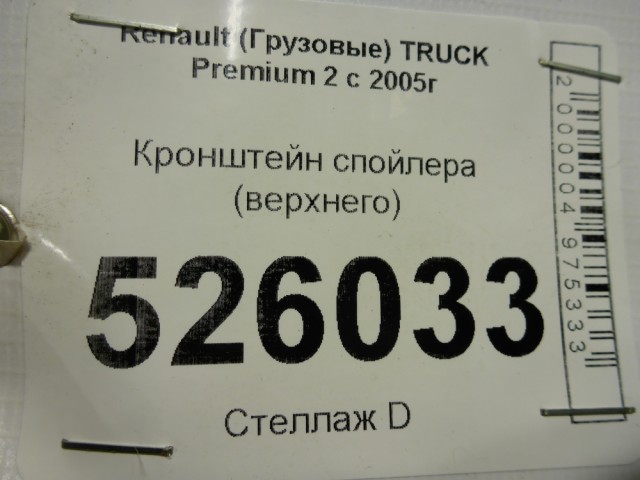 Renault (Грузовые) TRUCK
Premium 2 с 2005г
Кронштейн спойлера
(верхнего)
526033
Стеллаж D
2000004975333